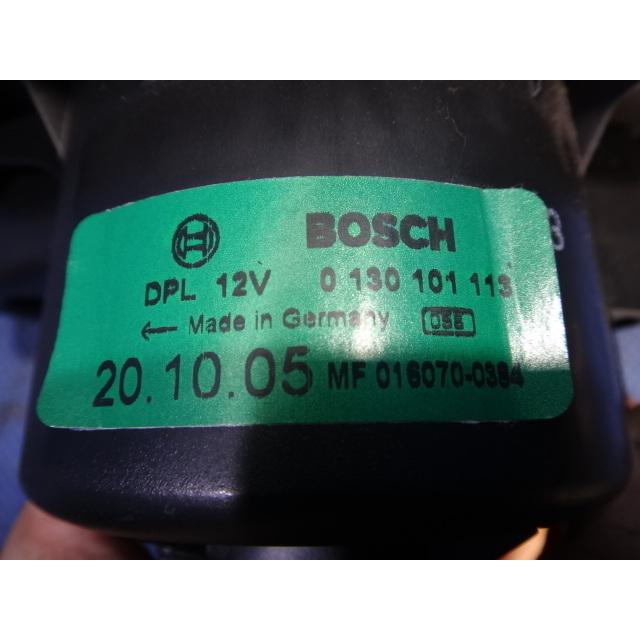 BOSCH
DPL 12V 0 130 101 113
← Made in Germany
20.10.05 MF 016070-0384